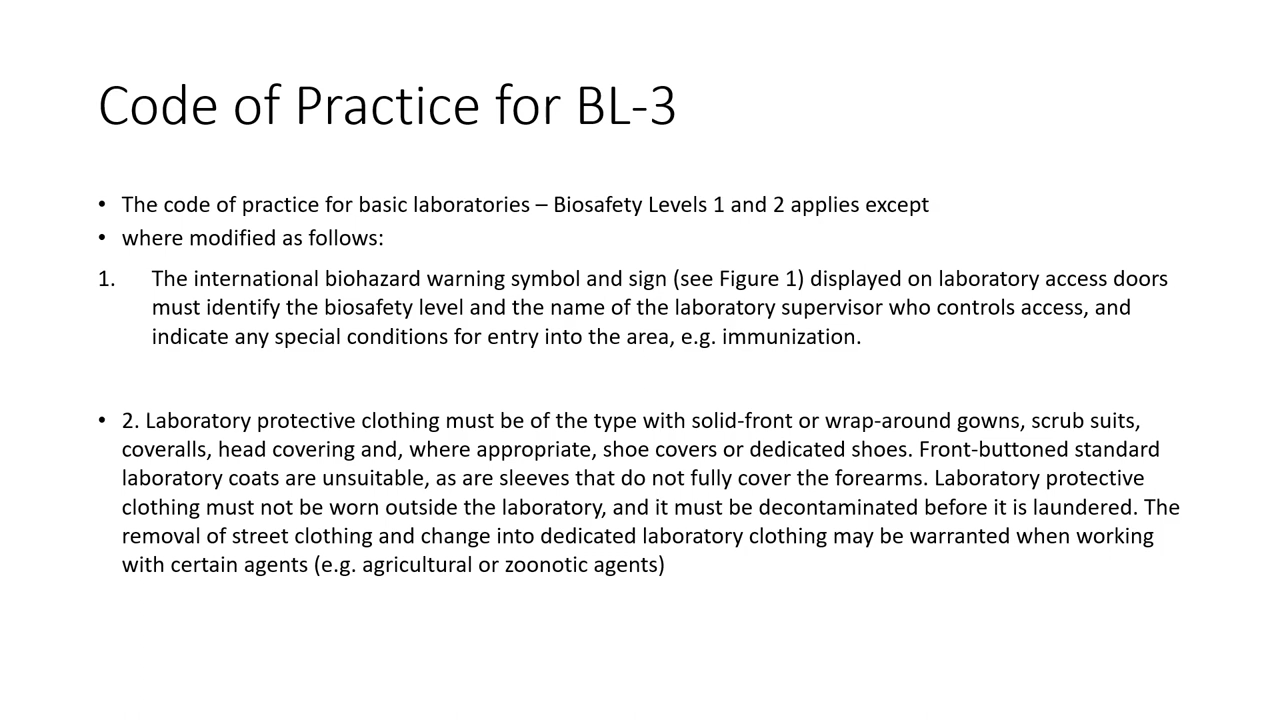 Code of Practice for BL-3
• The code of practice for basic laboratories – Biosafety Levels 1 and 2 applies except
• where modified as follows:
1. The international biohazard warning symbol and sign (see Figure 1) displayed on laboratory access doors
must identify the biosafety level and the name of the laboratory supervisor who controls access, and
indicate any special conditions for entry into the area, e.g. immunization.
• 2. Laboratory protective clothing must be of the type with solid-front or wrap-around gowns, scrub suits,
coveralls, head covering and, where appropriate, shoe covers or dedicated shoes. Front-buttoned standard
laboratory coats are unsuitable, as are sleeves that do not fully cover the forearms. Laboratory protective
clothing must not be worn outside the laboratory, and it must be decontaminated before it is laundered. The
removal of street clothing and change into dedicated laboratory clothing may be warranted when working
with certain agents (e.g. agricultural or zoonotic agents)